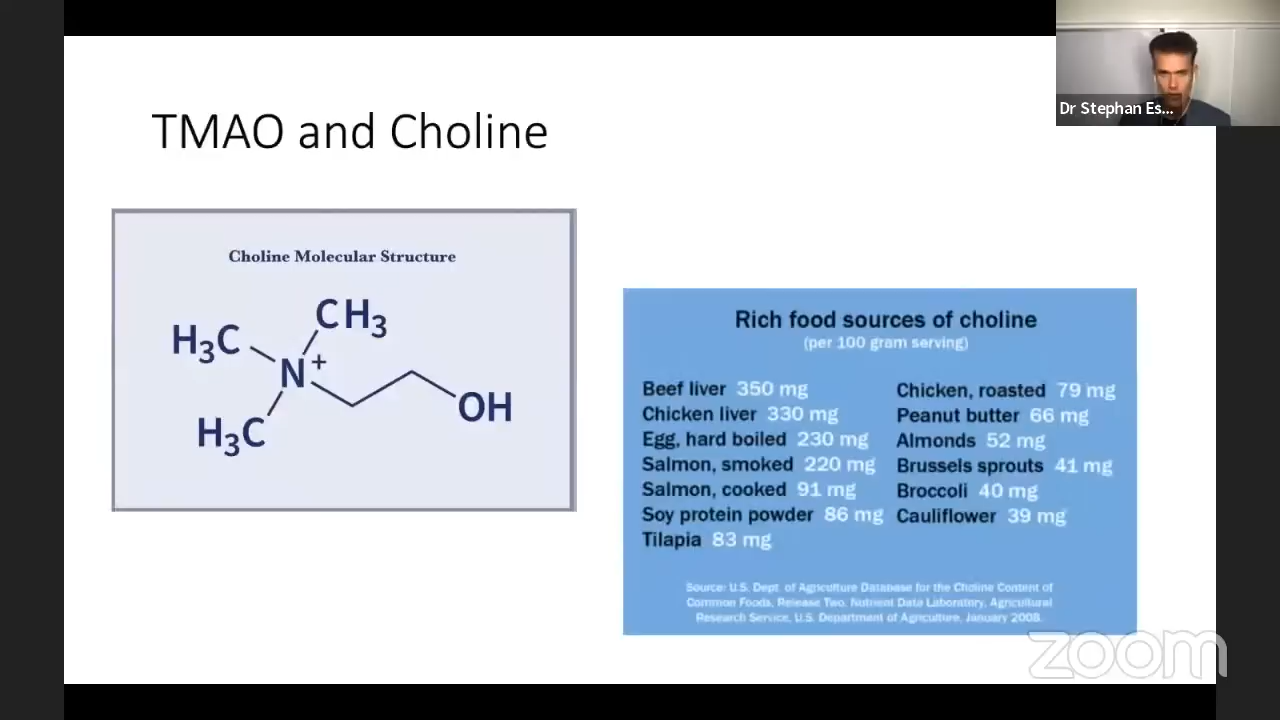 Dr Stephan Es...
TMAO and Choline
Choline Molecular Structure
CH3
H3C
N+
OH
H3C
Rich food sources of choline
(per 100 gram serving)
Beef liver 350 mg
Chicken liver 330 mg
Egg, hard boiled 230 mg
Salmon, smoked 220 mg
Salmon, cooked 91 mg
Soy protein powder 86 mg
Tilapia 83 mg
Chicken, roasted 79 mg
Peanut butter 66 mg
Almonds 52 mg
Brussels sprouts 41 mg
Broccoli 40 mg
Cauliflower 39 mg
Source: U.S. Dept. of Agriculture Database for the Choline Content of
Common Foods, Release Two, Nutrient Data Laboratory, Agricultural
Research Service, U.S. Department of Agriculture, January 2008.
zoom